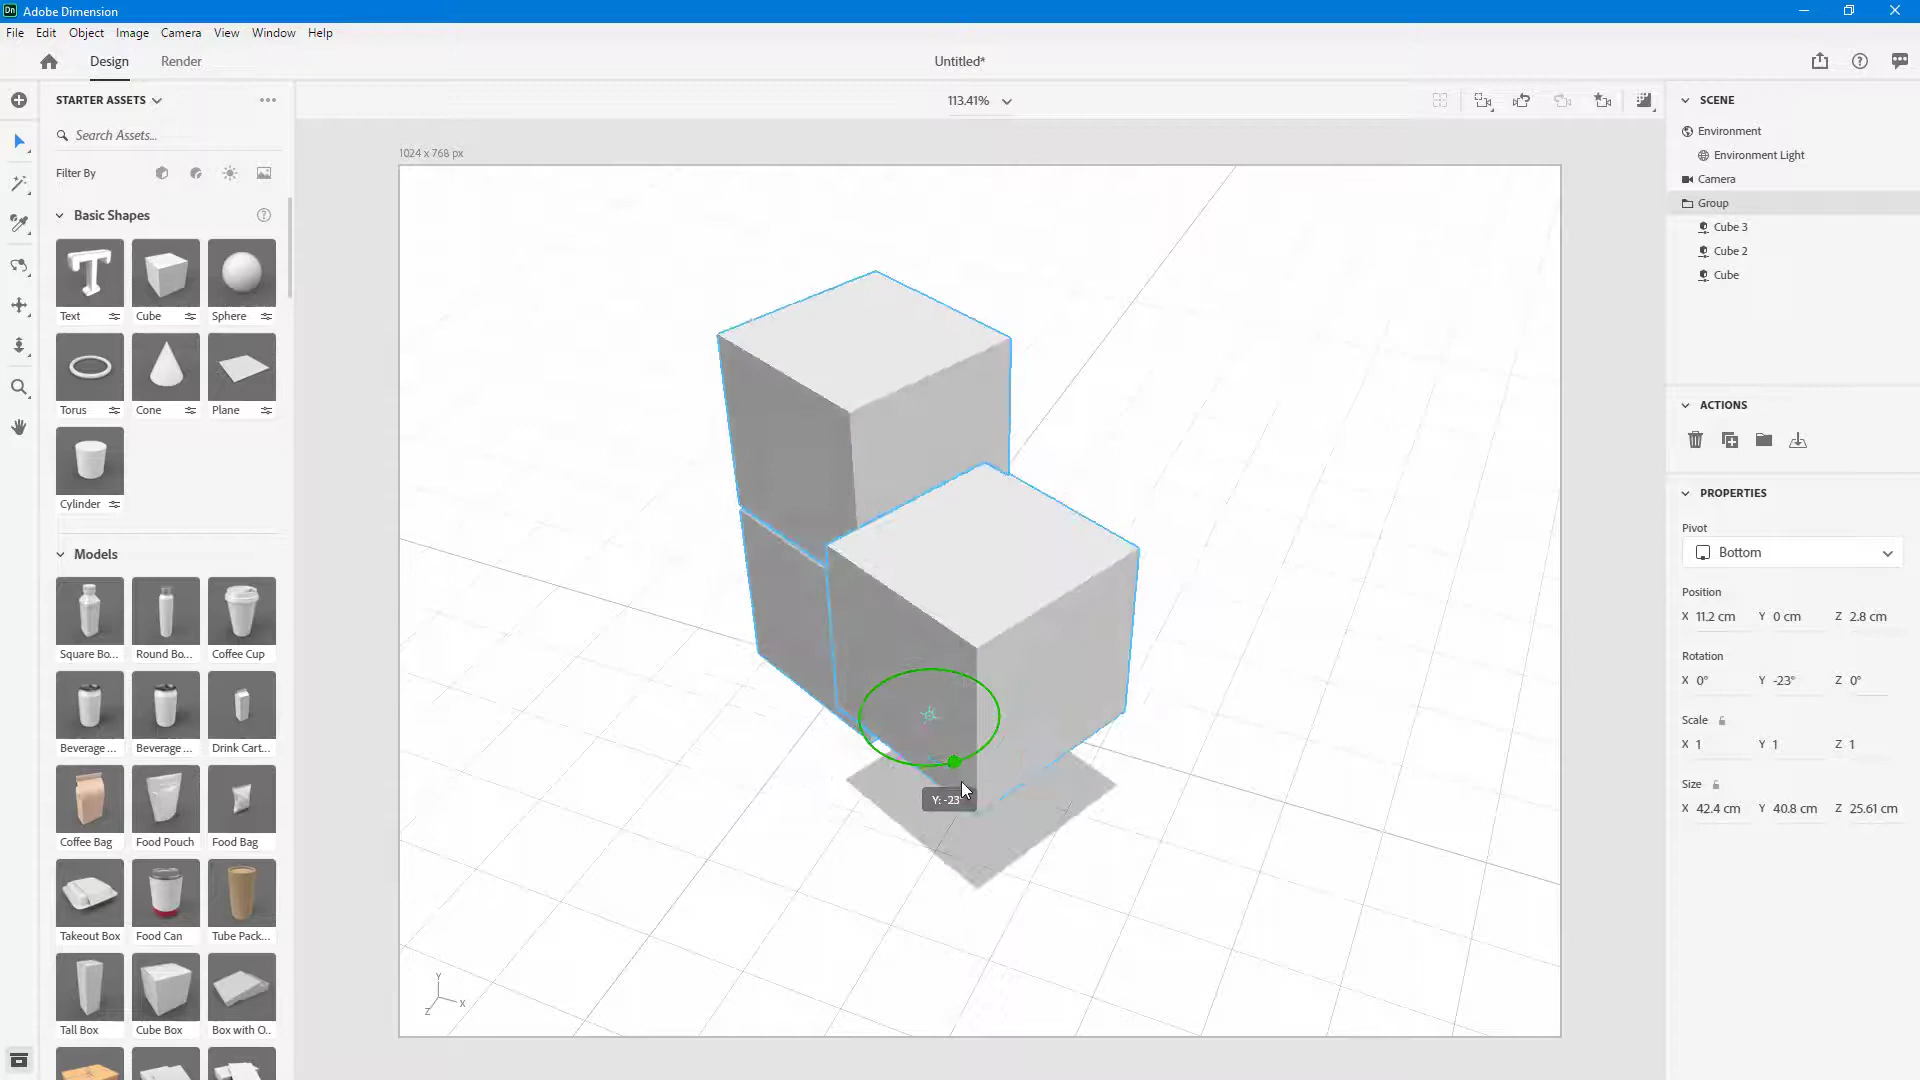 Dn Adobe Dimension
File Edit Object Image Camera View Window Help
Design Render Untitled*
STARTER ASSETS
Search Assets...
Filter By
Basic Shapes
Text Cube Sphere
Torus Cone Plane
Cylinder
Models
Square Bo... Round Bo... Coffee Cup
Beverage ... Beverage ... Drink Cart...
Coffee Bag Food Pouch Food Bag
Takeout Box Food Can Tube Pack...
Tall Box Cube Box Box with O..
113.41%
1024 x 768 px
Y: -23
Y
X
Z
SCENE
Environment
Environment Light
Camera
Group
Cube 3
Cube 2
Cube
ACTIONS
PROPERTIES
Pivot
Bottom
Position
X 11.2 cm Y 0 cm Z 2.8 cm
Rotation
X 0° Y -23° Z 0°
Scale
X 1 Y 1 Z 1
Size
X 42.4 cm Y 40.8 cm Z 25.61 cm